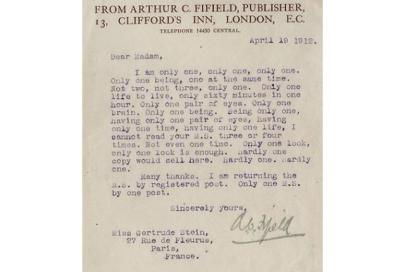 FROM ARTHUR C. FIFIELD, PUBLISHER,
13, CLIFFORD'S INN, LONDON, E.C.
TELEPHONE 14430 CENTRAL.
April 19 1912.
Dear Madam,
I am only one, only one, only one.
Only one being, one at the same time.
Not two, not three, only one. Only one
life to live, only sixty minutes in one
hour. Only one pair of eyes. Only one
brain. Only one being. Being only one,
having only one pair of eyes, having
only one time, having only one life, I
cannot read your M.S. three or four
times. Not even one time. Only one look,
only one look is enough. Hardly one
copy would sell here. Hardly one. Hardly
one.
Many thanks. I am returning the
M.S. by registered post. Only one M.S.
by one post.
Sincerely yours,
A.C. Fifield
Miss Gertrude Stein,
27 Rue de Fleurus,
Paris,
France.